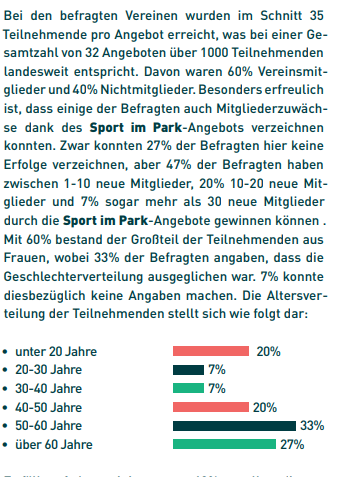 Bei den befragten Vereinen wurden im Schnitt 35
Teilnehmende pro Angebot erreicht, was bei einer Ge-
samtzahl von 32 Angeboten über 1000 Teilnehmenden
landesweit entspricht. Davon waren 60% Vereinsmit-
glieder und 40% Nichtmitglieder. Besonders erfreulich
ist, dass einige der Befragten auch Mitgliederzuwäch-
se dank des Sport im Park-Angebots verzeichnen
konnten. Zwar konnten 27% der Befragten hier keine
Erfolge verzeichnen, aber 47% der Befragten haben
zwischen 1-10 neue Mitglieder, 20% 10-20 neue Mit-
glieder und 7% sogar mehr als 30 neue Mitglieder
durch die Sport im Park-Angebote gewinnen können .
Mit 60% bestand der Großteil der Teilnehmenden aus
Frauen, wobei 33% der Befragten angaben, dass die
Geschlechterverteilung ausgeglichen war. 7% konnte
diesbezüglich keine Angaben machen. Die Altersver-
teilung der Teilnehmenden stellt sich wie folgt dar:
• unter 20 Jahre 20%
• 20-30 Jahre 7%
• 30-40 Jahre 7%
• 40-50 Jahre 20%
• 50-60 Jahre 33%
• über 60 Jahre 27%